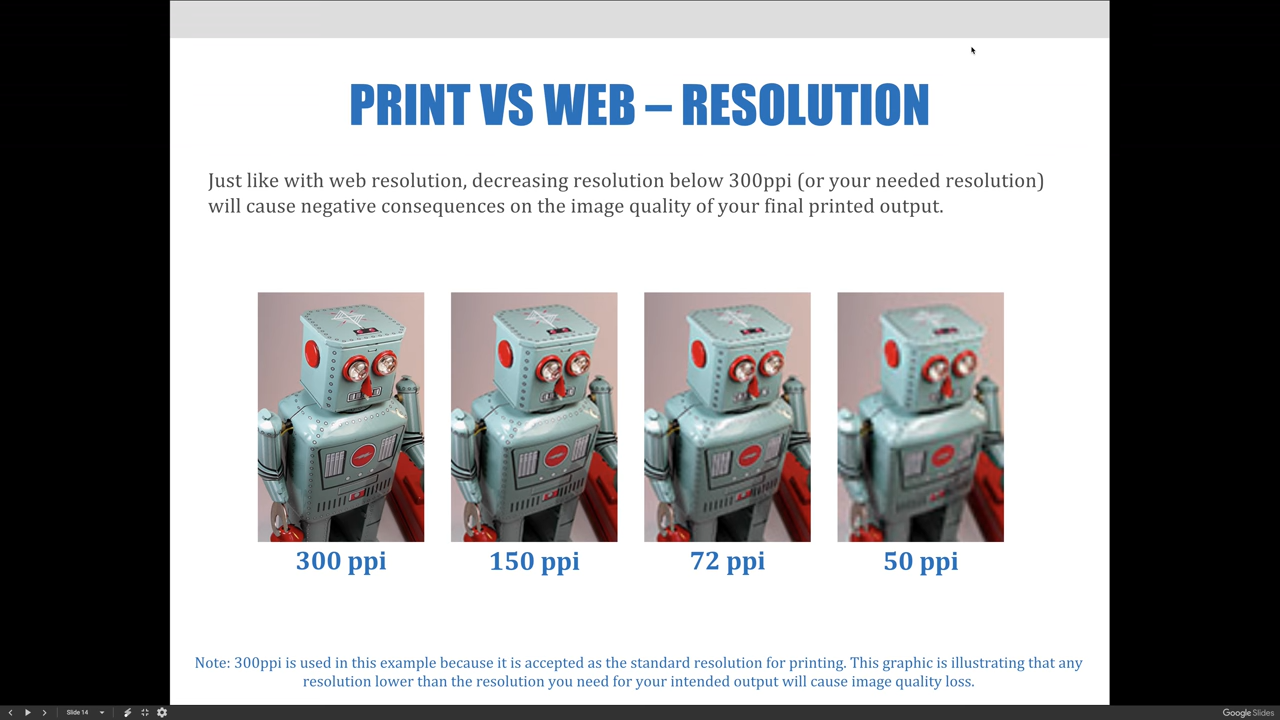 PRINT VS WEB – RESOLUTION
Just like with web resolution, decreasing resolution below 300ppi (or your needed resolution)
will cause negative consequences on the image quality of your final printed output.
300 ppi
150 ppi
72 ppi
50 ppi
Note: 300ppi is used in this example because it is accepted as the standard resolution for printing. This graphic is illustrating that any
resolution lower than the resolution you need for your intended output will cause image quality loss.
Slide 14
Google Slides